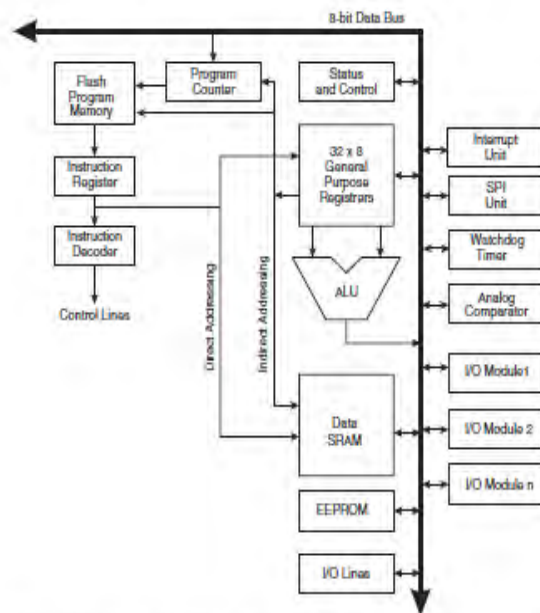 8-bit Data Bus
Flash
Program
Memory
Program
Counter
Status
and Control
Instruction
Register
32 x 8
General
Purpose
Registrers
Interrupt
Unit
SPI
Unit
Instruction
Decoder
Watchdog
Timer
ALU
Analog
Comparator
Control Lines
Direct Addressing
Indirect Addressing
I/O Module1
Data
SRAM
I/O Module 2
I/O Module n
EEPROM
I/O Lines